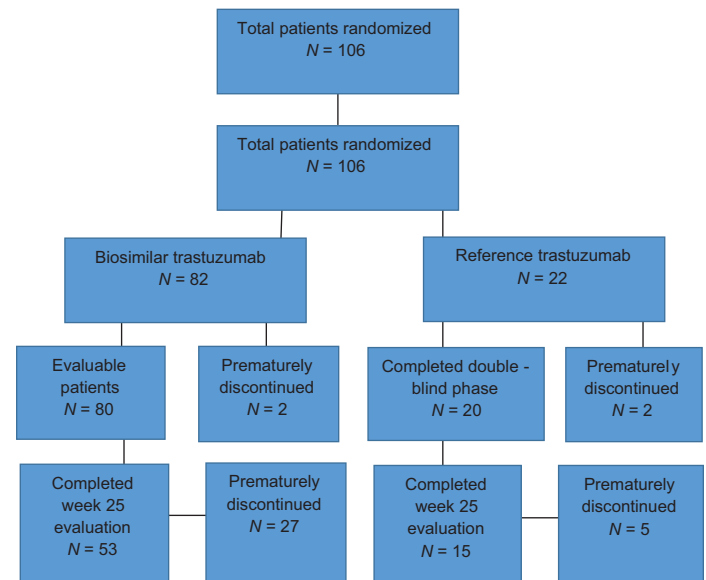 Total patients randomized
N = 106
Total patients randomized
N = 106
Biosimilar trastuzumab
N = 82
Reference trastuzumab
N = 22
Evaluable
patients
N = 80
Prematurely
discontinued
N = 2
Completed double -
blind phase
N = 20
Prematurely
discontinued
N = 2
Completed
week 25
evaluation
N = 53
Prematurely
discontinued
N = 27
Completed
week 25
evaluation
N = 15
Prematurely
discontinued
N = 5